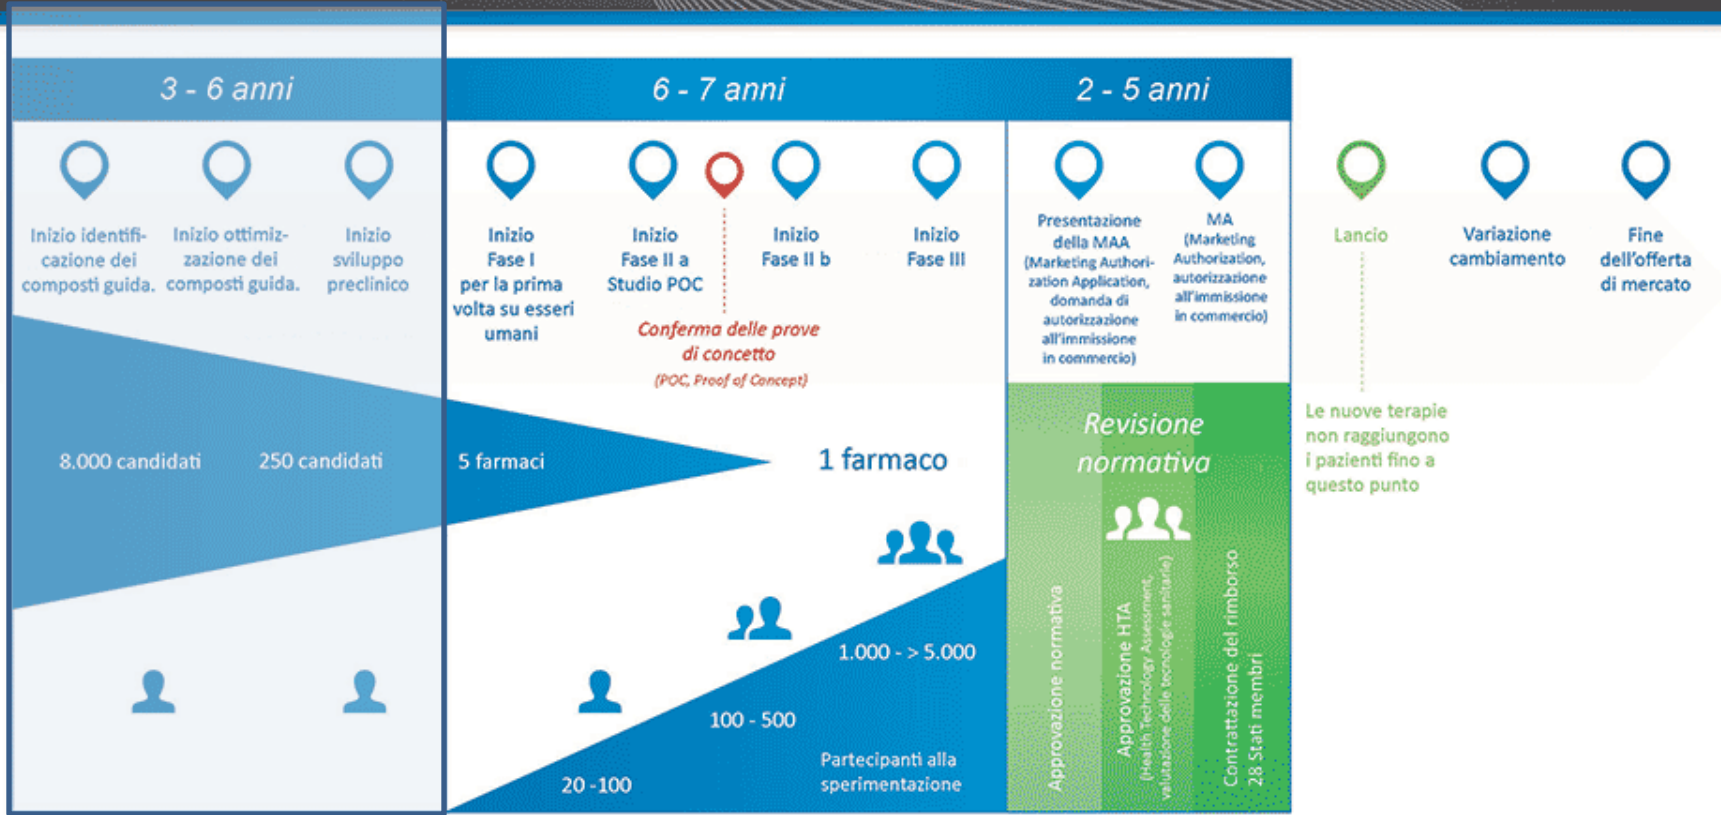 3 - 6 anni
6 - 7 anni
2 - 5 anni
Inizio identifi-
cazione dei
composti guida.
Inizio ottimiz-
zazione dei
composti guida.
Inizio
sviluppo
preclinico
Inizio
Fase I
per la prima
volta su esseri
umani
Inizio
Fase II a
Studio POC
Conferma delle prove
di concetto
(POC, Proof of Concept)
Inizio
Fase II b
Inizio
Fase III
Presentazione
della MAA
(Marketing Authori-
zation Application,
domanda di
autorizzazione
all'immissione
in commercio)
MA
(Marketing
Authorization,
autorizzazione
all'immissione
in commercio)
Lancio
Le nuove terapie
non raggiungono
i pazienti fino a
questo punto
Variazione
cambiamento
Fine
dell'offerta
di mercato
8.000 candidati
250 candidati
5 farmaci
1 farmaco
Revisione
normativa
20 -100
100 - 500
1.000 - > 5.000
Partecipanti alla
sperimentazione
Approvazione normativa
Approvazione HTA
(Health Technology Assessment,
valutazione delle tecnologie sanitarie)
Contrattazione del rimborso
28 Stati membri